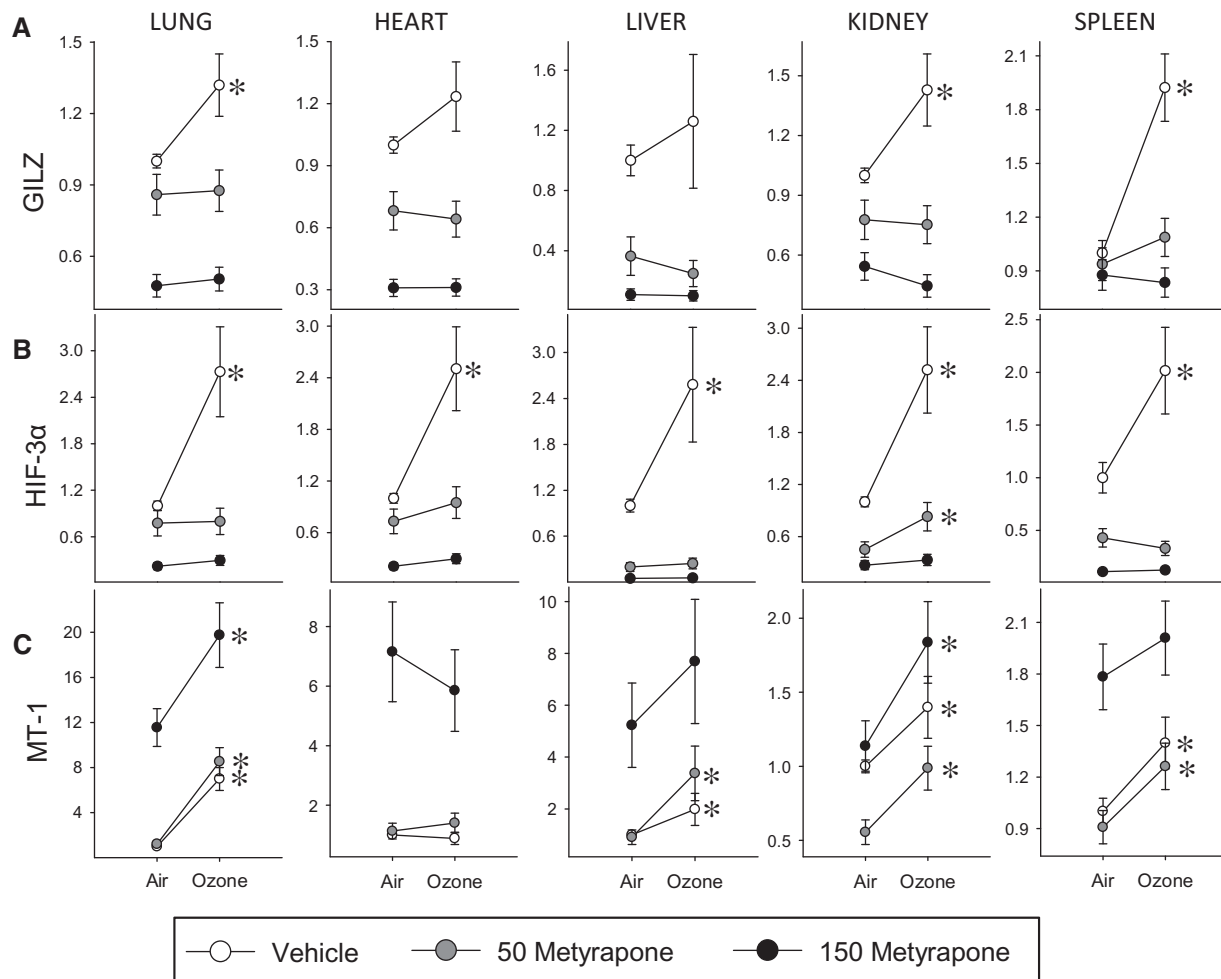 LUNG HEART LIVER KIDNEY SPLEEN
A
GILZ
1.5 1.5 1.6 2.0 2.1
1.2 1.2 1.2 1.5 1.8
0.9 0.9 0.8 1.0 1.5
0.6 0.6 0.4 0.5 1.2
0.3 0.9
* * *
B
HIF-3α
3.0 3.0 3.0 3.0 2.5
2.4 2.4 2.4 2.4 2.0
1.8 1.8 1.8 1.8 1.5
1.2 1.2 1.2 1.2 1.0
0.6 0.6 0.6 0.6 0.5
* * * * * *
C
MT-1
20 8 10 2.0 2.1
16 6 8 1.5 1.8
12 4 6 1.0 1.5
8 2 4 0.5 1.2
4 2 0.9
* * * * * * * * * *
Air Ozone Air Ozone Air Ozone Air Ozone Air Ozone
Vehicle 50 Metyrapone 150 Metyrapone